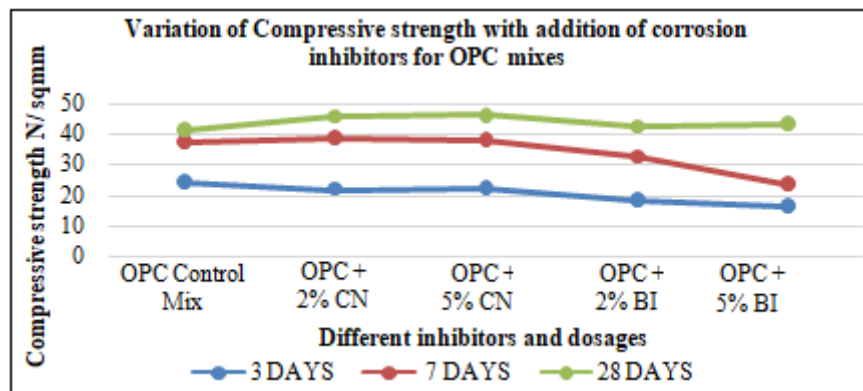 Variation of Compressive strength with addition of corrosion
inhibitors for OPC mixes
Compressive strength N/ sqmm
50
40
30
20
10
0
OPC Control
Mix
OPC +
2% CN
OPC +
5% CN
OPC +
2% BI
OPC +
5% BI
Different inhibitors and dosages
3 DAYS 7 DAYS 28 DAYS